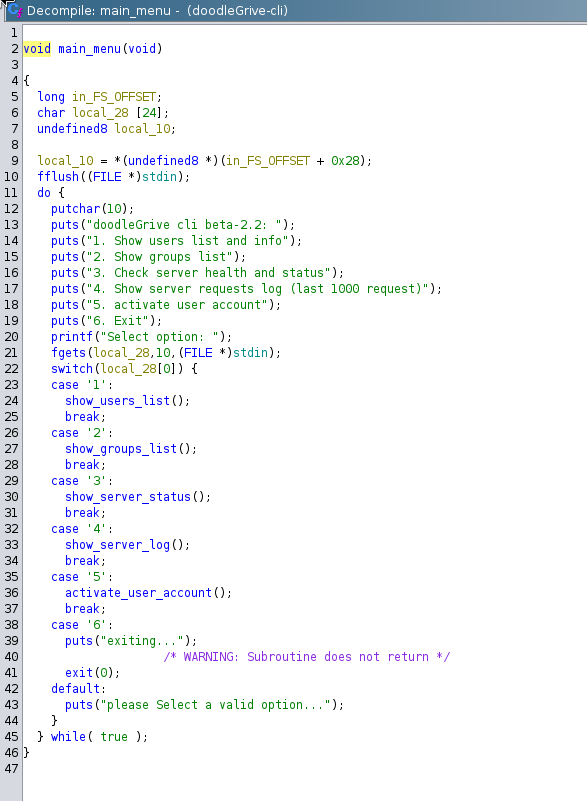 Decompile: main_menu - (doodleGrive-cli)
1
2 void main_menu(void)
3
4 {
5 long in_FS_OFFSET;
6 char local_28 [24];
7 undefined8 local_10;
8
9 local_10 = *(undefined8 *)(in_FS_OFFSET + 0x28);
10 fflush((FILE *)stdin);
11 do {
12 putchar(10);
13 puts("doodleGrive cli beta-2.2: ");
14 puts("1. Show users list and info");
15 puts("2. Show groups list");
16 puts("3. Check server health and status");
17 puts("4. Show server requests log (last 1000 request)");
18 puts("5. activate user account");
19 puts("6. Exit");
20 printf("Select option: ");
21 fgets(local_28,10,(FILE *)stdin);
22 switch(local_28[0]) {
23 case '1':
24 show_users_list();
25 break;
26 case '2':
27 show_groups_list();
28 break;
29 case '3':
30 show_server_status();
31 break;
32 case '4':
33 show_server_log();
34 break;
35 case '5':
36 activate_user_account();
37 break;
38 case '6':
39 puts("exiting...");
40 /* WARNING: Subroutine does not return */
41 exit(0);
42 default:
43 puts("please Select a valid option...");
44 }
45 } while( true );
46 }
47